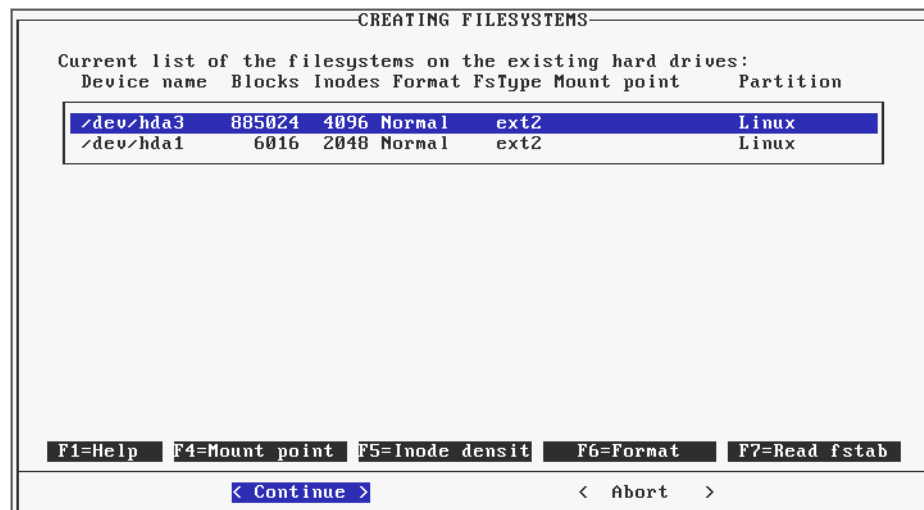 CREATING FILESYSTEMS
Current list of the filesystems on the existing hard drives:
Device name Blocks Inodes Format FsType Mount point Partition
/dev/hda3 885024 4096 Normal ext2 Linux
/dev/hda1 6016 2048 Normal ext2 Linux
F1=Help F4=Mount point F5=Inode densit F6=Format F7=Read fstab
< Continue > < Abort >